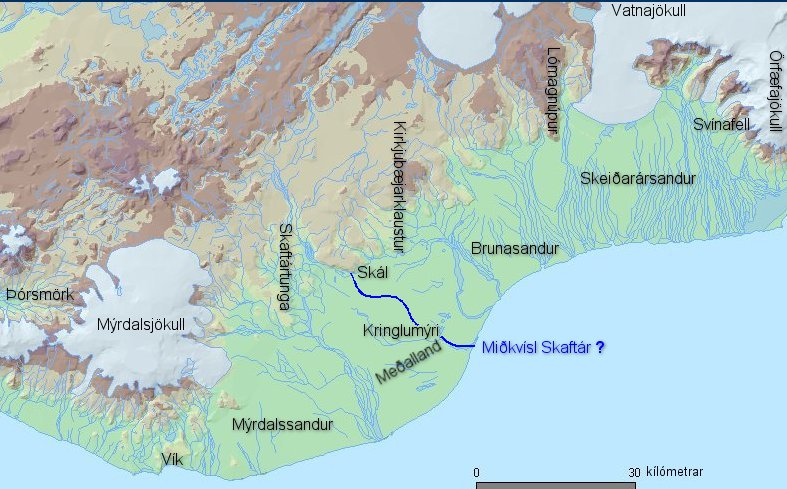 Vatnajökull
Öræfajökull
Lómagnúpur
Svínafell
Kirkjubæjarklaustur
Skeiðarársandur
Skaftártunga
Brunasandur
Skál
Þórsmörk
Mýrdalsjökull
Kringlumýri
Miðkvísl Skaftár ?
Meðalland
Mýrdalssandur
Vík
0 30 kílómetrar